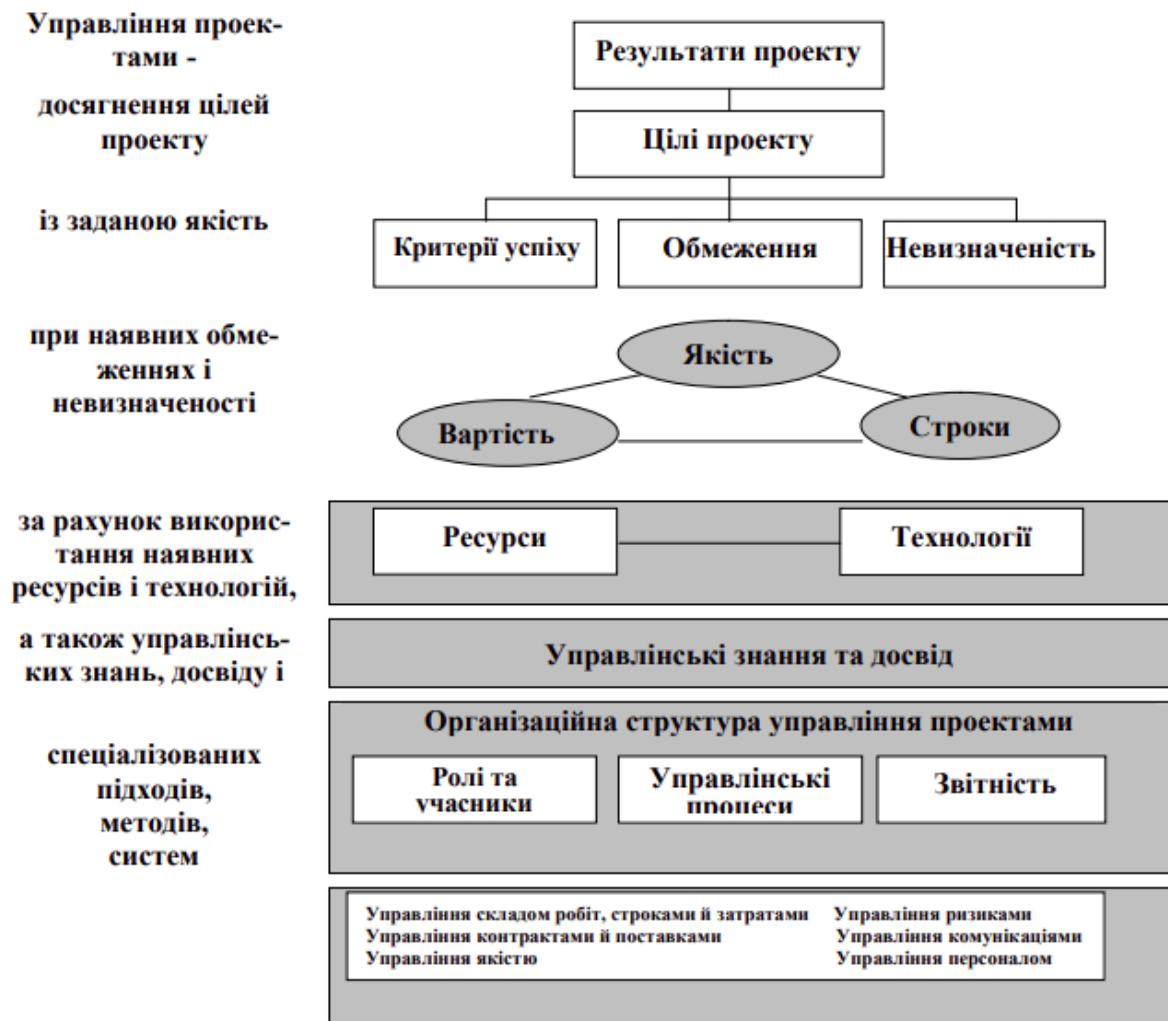 Управління проек-
тами -
Результати проекту
досягнення цілей
проекту
Цілі проекту
із заданою якість
Критерії успіху
Обмеження
Невизначеність
при наявних обме-
женнях і
невизначеності
Якість
Вартість
Строки
за рахунок викорис-
тання наявних
ресурсів і технологій,
Ресурси
Технології
а також управлінсь-
ких знань, досвіду і
Управлінські знання та досвід
спеціалізованих
підходів,
методів,
систем
Організаційна структура управління проектами
Ролі та
учасники
Управлінські
процеси
Звітність
Управління складом робіт, строками й затратами
Управління контрактами й поставками
Управління якістю
Управління ризиками
Управління комунікаціями
Управління персоналом